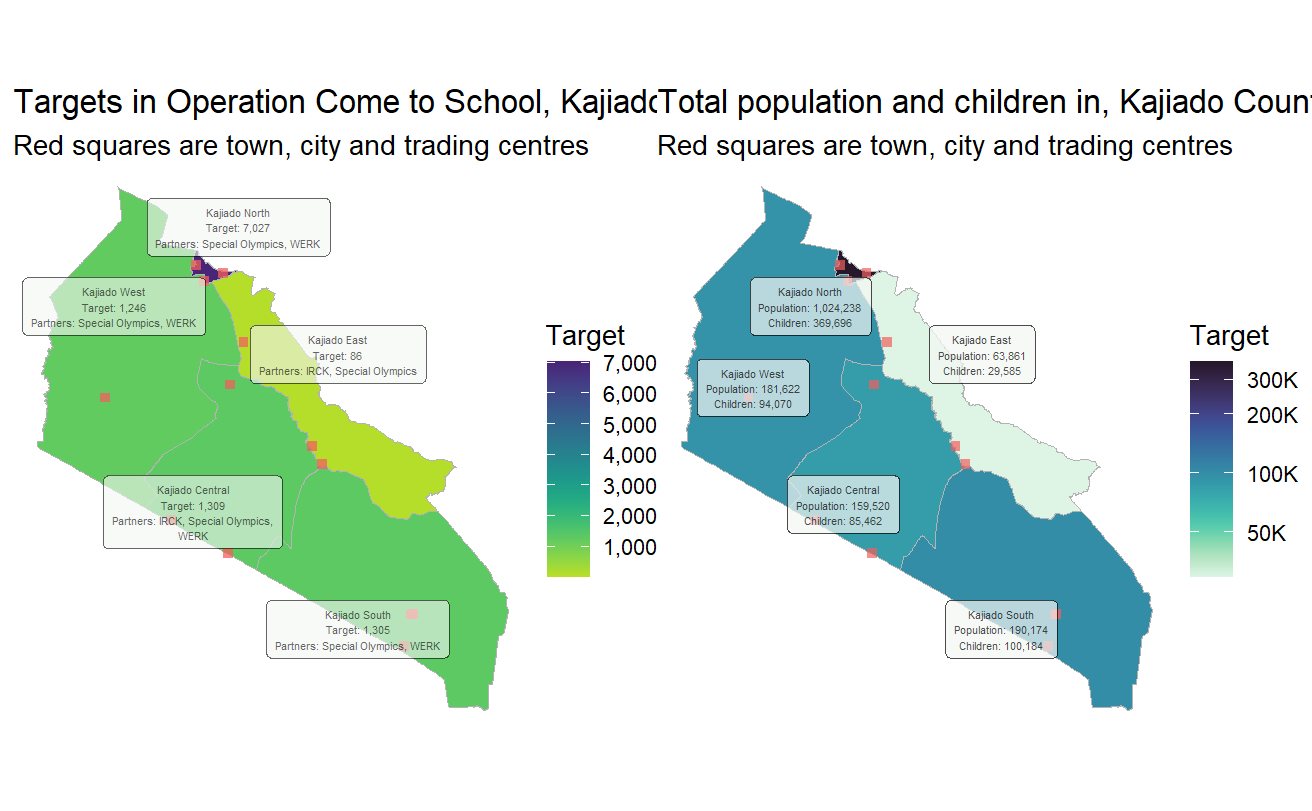 Targets in Operation Come to School, Kajiado
Red squares are town, city and trading centres
Kajiado North
Target: 7,027
Partners: Special Olympics, WERK
Kajiado West
Target: 1,246
Partners: Special Olympics, WERK
Kajiado East
Target: 86
Partners: IRCK, Special Olympics
Kajiado Central
Target: 1,309
Partners: IRCK, Special Olympics,
WERK
Kajiado South
Target: 1,305
Partners: Special Olympics, WERK
Target
7,000
6,000
5,000
4,000
3,000
2,000
1,000
Total population and children in, Kajiado Count
Red squares are town, city and trading centres
Kajiado North
Population: 1,024,238
Children: 369,696
Kajiado East
Population: 63,861
Children: 29,585
Kajiado West
Population: 181,622
Children: 94,070
Kajiado Central
Population: 159,520
Children: 85,462
Kajiado South
Population: 190,174
Children: 100,184
Target
300K
200K
100K
50K